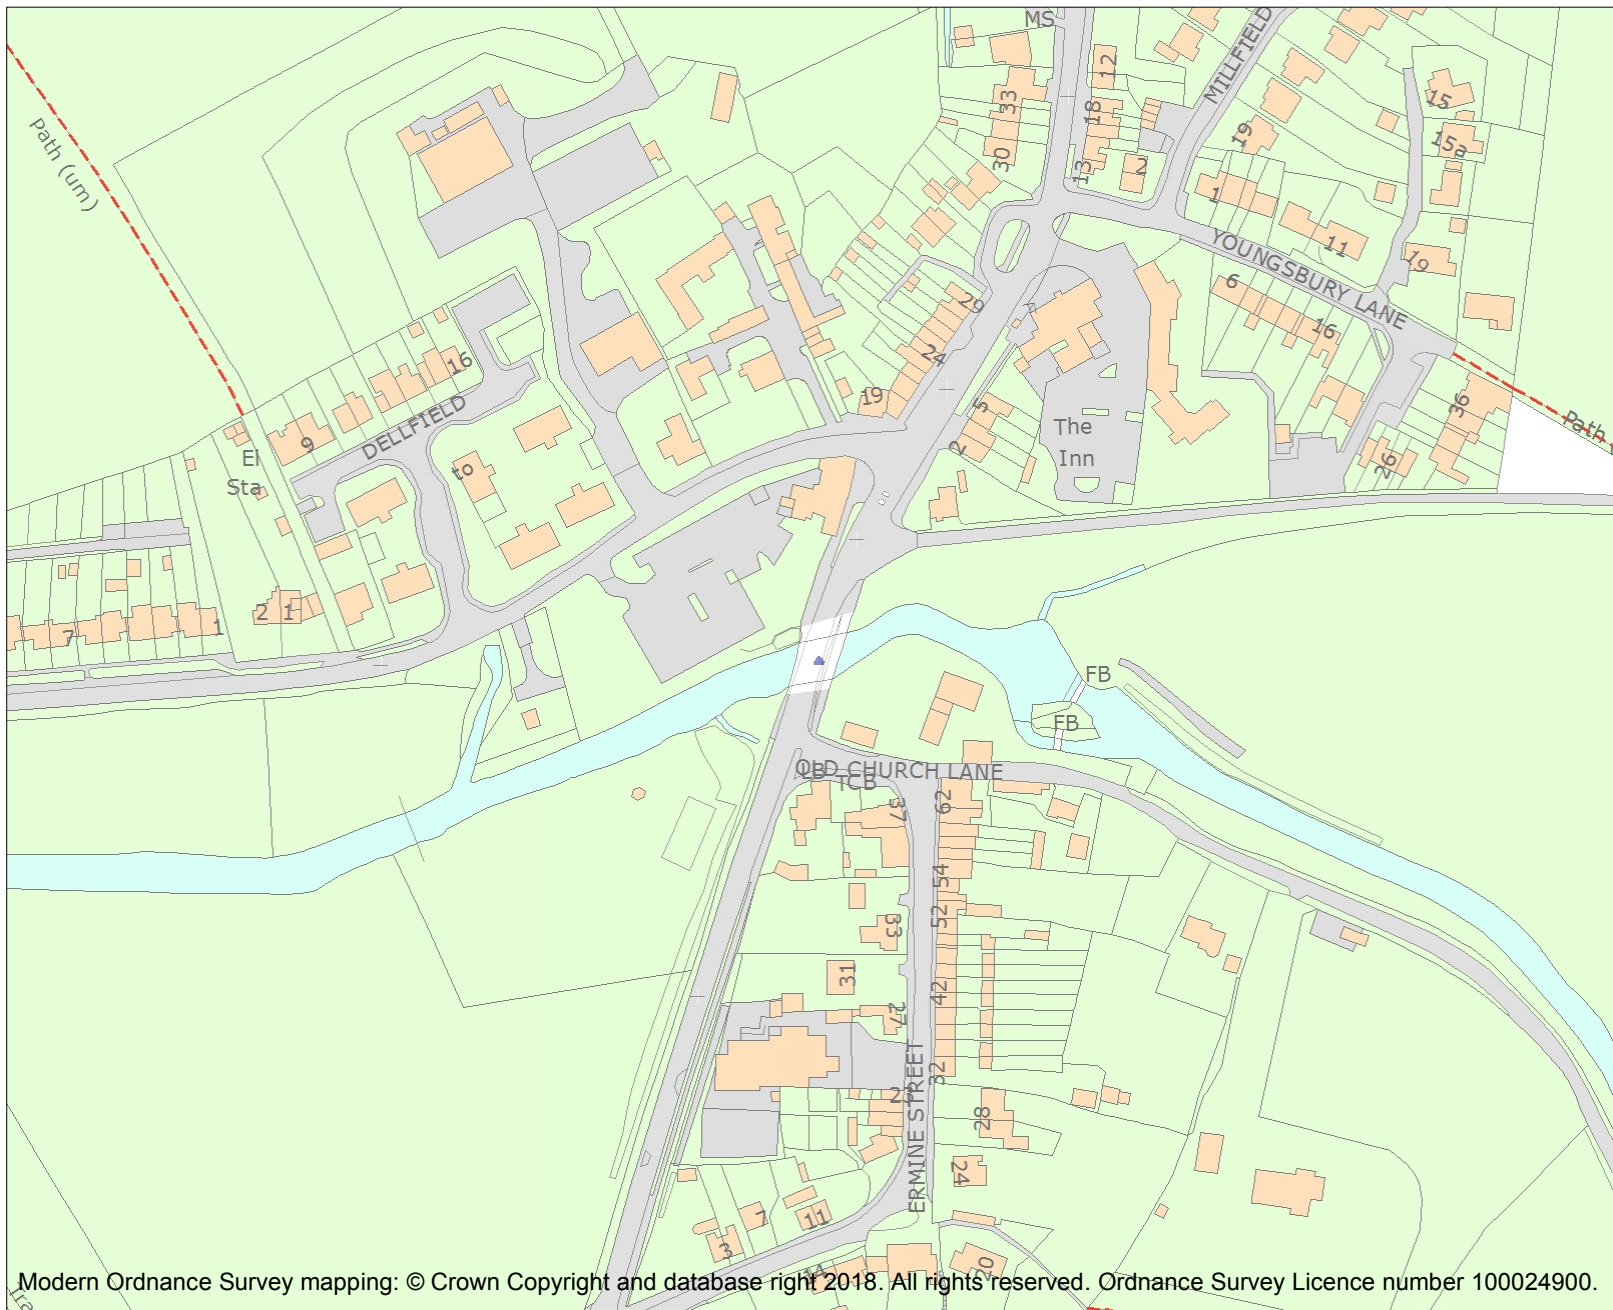 MS
MILLFIELD
12
33
18
15
19
15a
30
13
2
1
Path (um)
YOUNGSBURY LANE
11
19
6
29
16
24
16
19
5
36
DELLFIELD
The
Inn
2
Path
9
El
Sta
to
26
2
1
1
7
FB
FB
OLD CHURCH LANE
LB
TCB
37
62
54
52
33
31
42
27
32
ERMINE STREET
28
24
7
11
3
20
14
Modern Ordnance Survey mapping: © Crown Copyright and database right 2018. All rights reserved. Ordnance Survey Licence number 100024900.